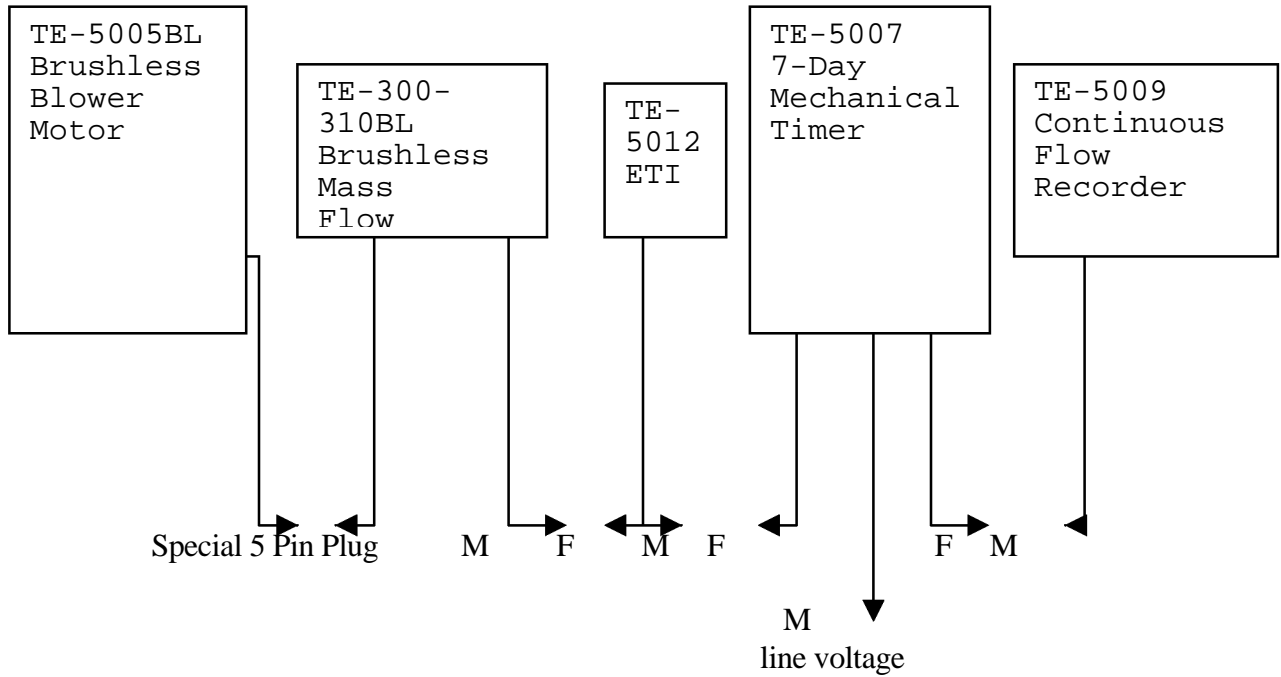 TE-5005BL
Brushless
Blower
Motor
TE-300-
310BL
Brushless
Mass
Flow
TE-
5012
ETI
TE-5007
7-Day
Mechanical
Timer
TE-5009
Continuous
Flow
Recorder
Special 5 Pin Plug
M
F
M
F
F
M
M
line voltage